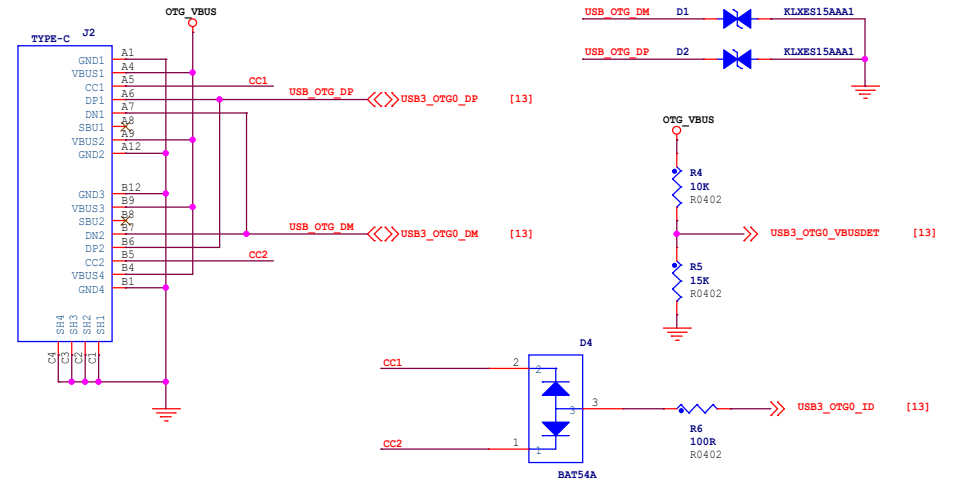 OTG_VBUS
TYPE-C
J2
GND1 A1
VBUS1 A4
CC1 A5 CC1
DP1 A6 USB_OTG_DP USB3_OTG0_DP [13]
DN1 A7
SBU1 A8
VBUS2 A9
GND2 A12
GND3 B12
VBUS3 B9
SBU2 B8
DN2 B7 USB_OTG_DM USB3_OTG0_DM [13]
DP2 B6
CC2 B5 CC2
VBUS4 B4
GND4 B1
SH4 SH3 SH2 SH1
C4 C3 C2 C1
USB_OTG_DM D1 KLXES15AAA1
USB_OTG_DP D2 KLXES15AAA1
OTG_VBUS
R4
10K
R0402
USB3_OTG0_VBUSDET [13]
R5
15K
R0402
D4
CC1 2 2
3 3 USB3_OTG0_ID [13]
R6
100R
R0402
CC2 1 1
BAT54A